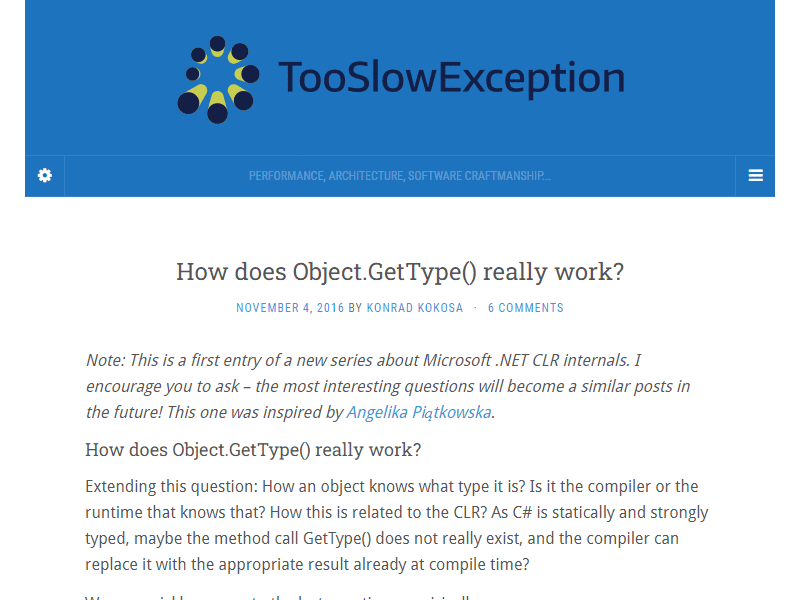 TooSlowException
PERFORMANCE, ARCHITECTURE, SOFTWARE CRAFTMANSHIP...
How does Object.GetType() really work?
NOVEMBER 4, 2016 BY KONRAD KOKOSA · 6 COMMENTS
Note: This is a first entry of a new series about Microsoft .NET CLR internals. I
encourage you to ask – the most interesting questions will become a similar posts in
the future! This one was inspired by Angelika Piątkowska.
How does Object.GetType() really work?
Extending this question: How an object knows what type it is? Is it the compiler or the
runtime that knows that? How this is related to the CLR? As C# is statically and strongly
typed, maybe the method call GetType() does not really exist, and the compiler can
replace it with the appropriate result already at compile time?